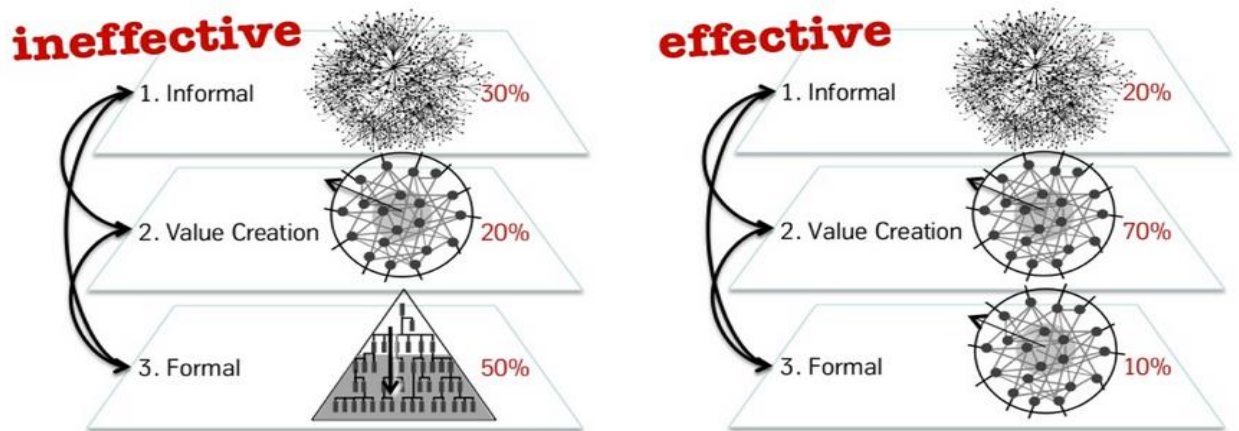 ineffective
1. Informal 30%
2. Value Creation 20%
3. Formal 50%
effective
1. Informal 20%
2. Value Creation 70%
3. Formal 10%